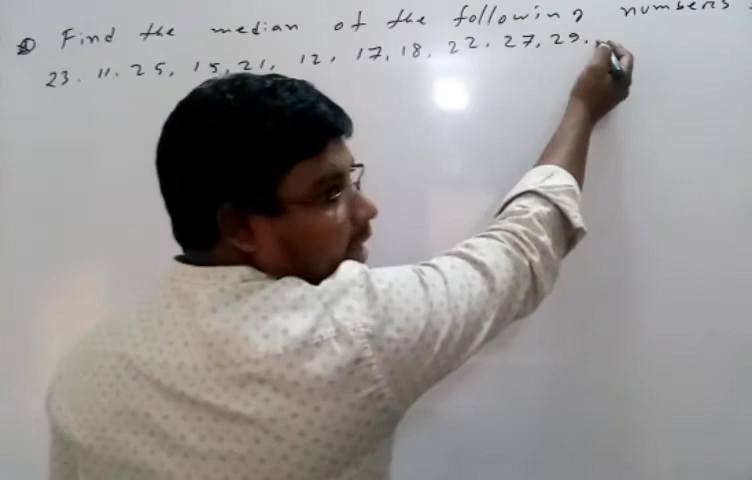 Find the median of the following numbers:
23. 11. 25, 15, 21, 12, 17, 18, 22, 27, 29.